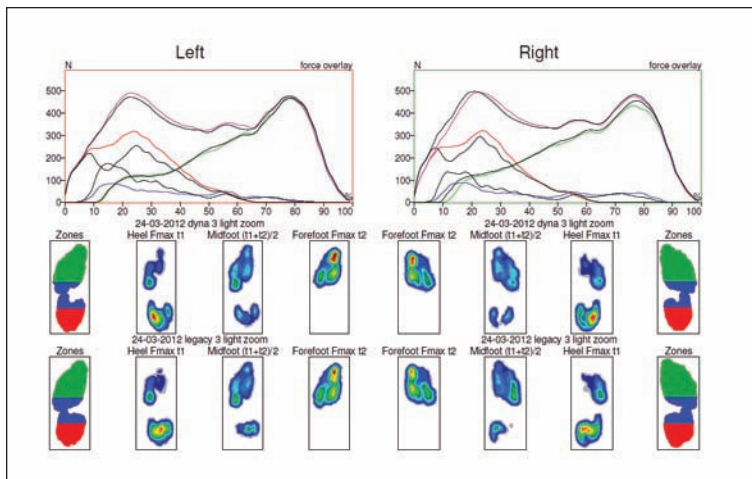 Left Right
N force overlay N force overlay
500 500
400 400
300 300
200 200
100 100
0 0
0 10 20 30 40 50 60 70 80 90 100 0 10 20 30 40 50 60 70 80 90 100
24-03-2012 dyna 3 light zoom 24-03-2012 dyna 3 light zoom
Zones Heel Fmax t1 Midfoot (t1+t2)/2 Forefoot Fmax t2 Forefoot Fmax t2 Midfoot (t1+t2)/2 Heel Fmax t1 Zones
24-03-2012 legacy 3 light zoom 24-03-2012 legacy 3 light zoom
Zones Heel Fmax t1 Midfoot (t1+t2)/2 Forefoot Fmax t2 Forefoot Fmax t2 Midfoot (t1+t2)/2 Heel Fmax t1 Zones